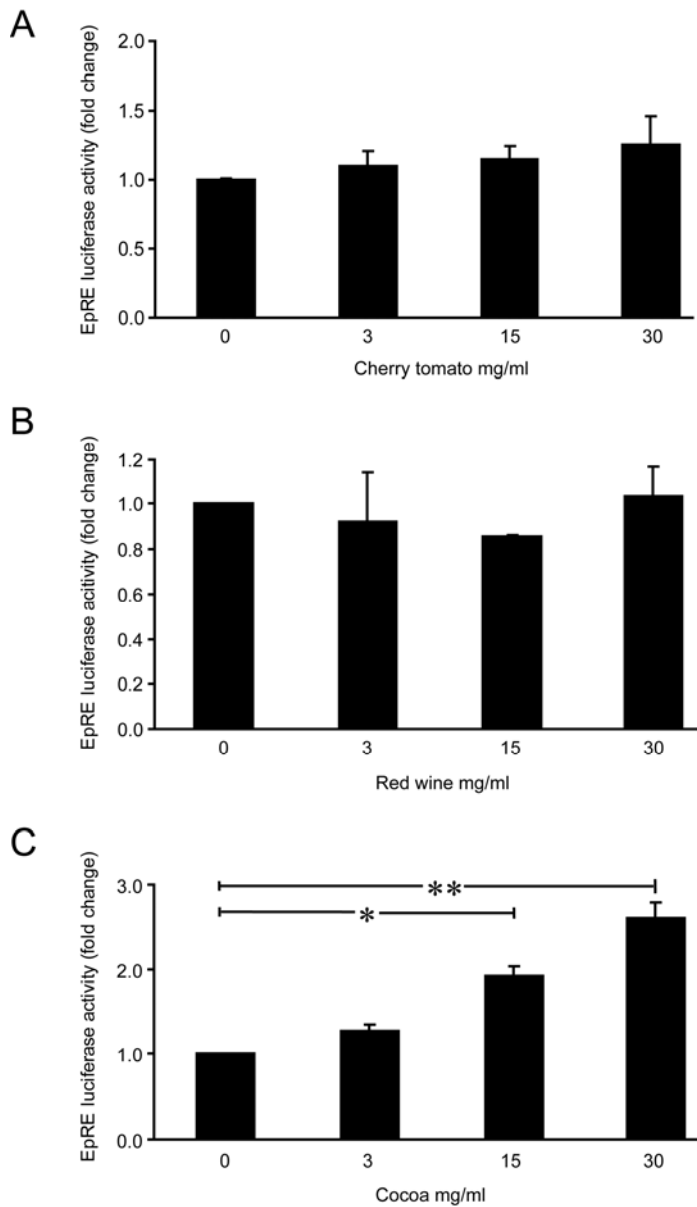 A
EpRE luciferase activity (fold change)
2.0
1.5
1.0
0.5
0.0
0 3 15 30
Cherry tomato mg/ml
B
EpRE luciferase acitivity (fold change)
1.2
1.0
0.8
0.6
0.4
0.2
0.0
0 3 15 30
Red wine mg/ml
C
EpRE luciferase activity (fold change)
3.0
2.0
1.0
0.0
**
*
0 3 15 30
Cocoa mg/ml